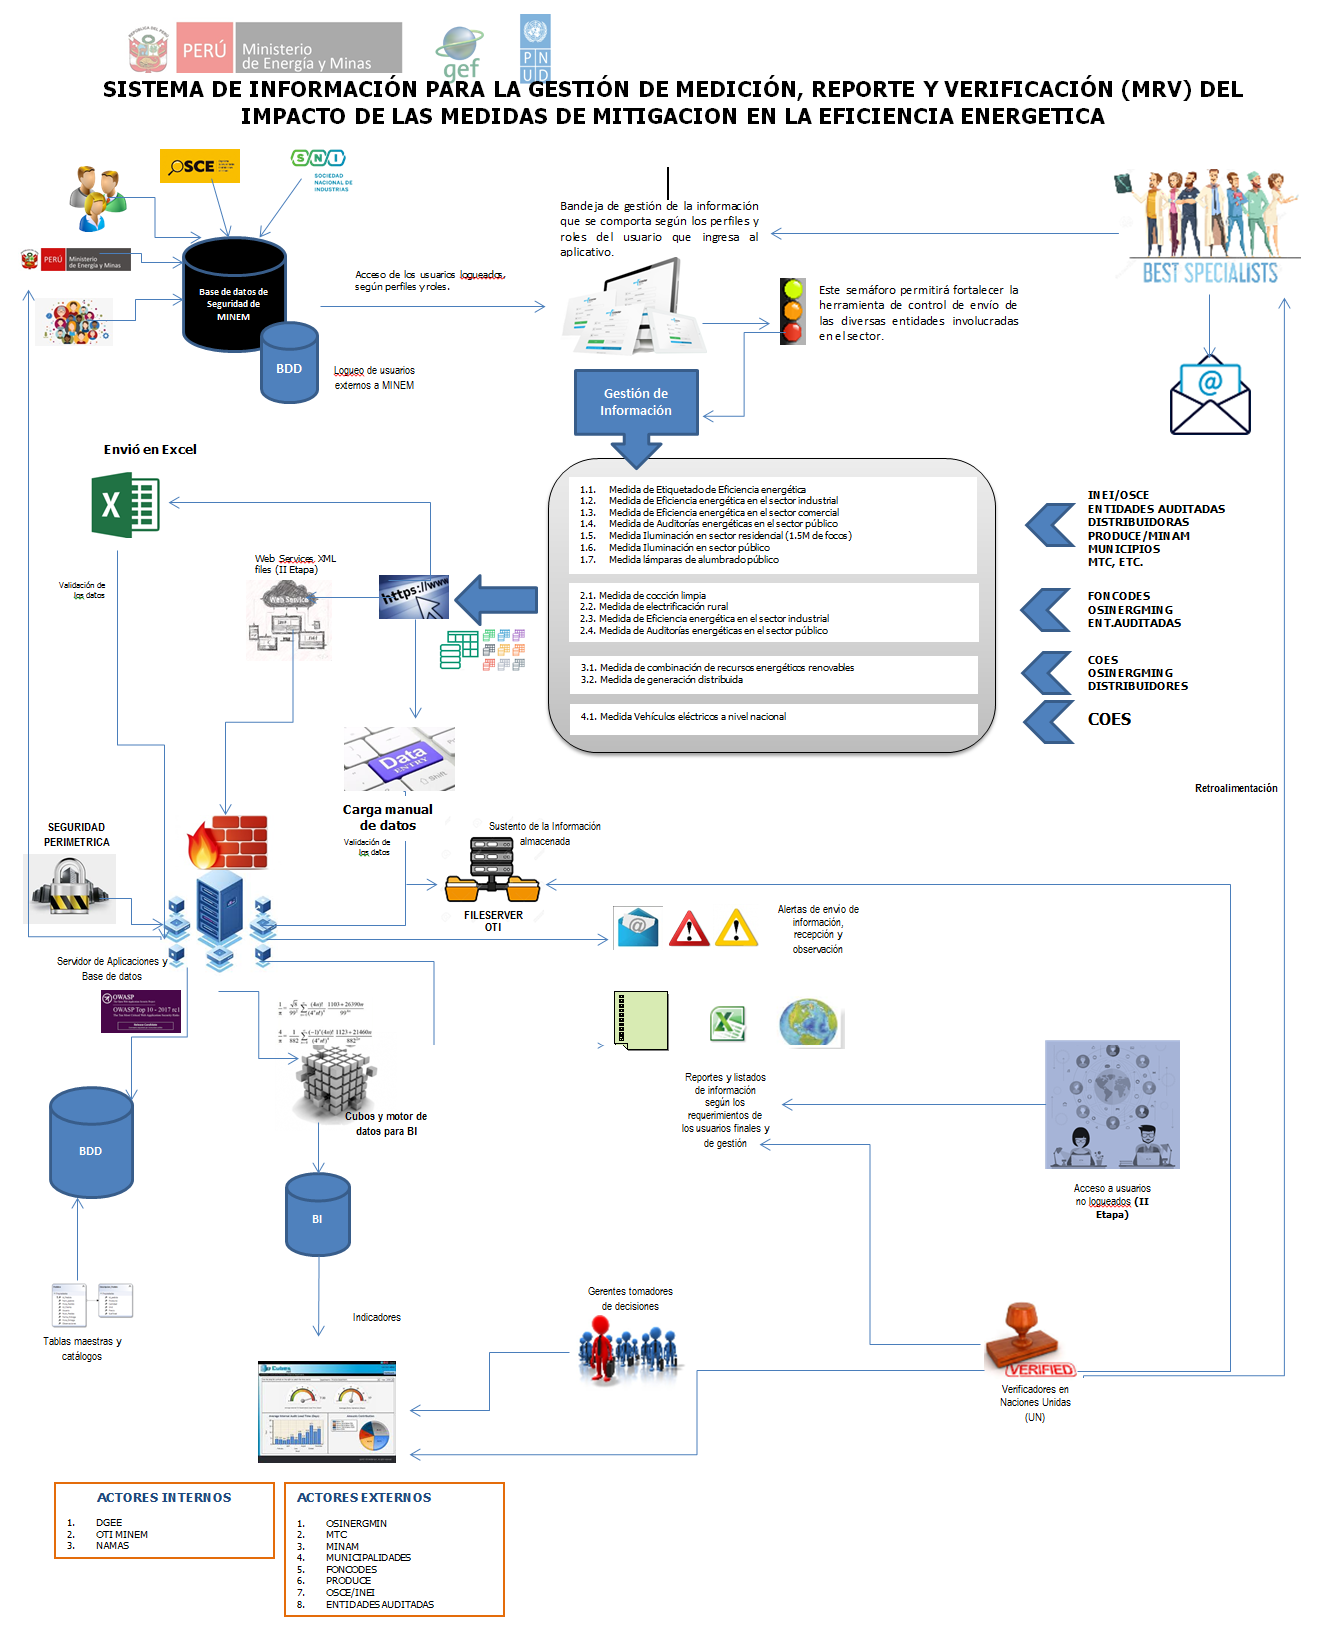 PERÚ
Ministerio
de Energía y Minas
gef
P N
U D
SISTEMA DE INFORMACIÓN PARA LA GESTIÓN DE MEDICIÓN, REPORTE Y VERIFICACIÓN (MRV) DEL
IMPACTO DE LAS MEDIDAS DE MITIGACION EN LA EFICIENCIA ENERGETICA
OSCE
SNI
SOCIEDAD
NACIONAL DE
INDUSTRIAS
PERÚ
Ministerio
de Energía y Minas
Base de datos de
Seguridad de
MINEM
BDD
Acceso de los usuarios logueados,
según perfiles y roles.
Logueo de usuarios
externos a MINEM
Bandeja de gestión de la información
que se comporta según los perfiles y
roles del usuario que ingresa al
aplicativo.
Este semáforo permitirá fortalecer la
herramienta de control de envío de
las diversas entidades involucradas
en el sector.
BEST SPECIALISTS
@
Gestión de
Información
Envió en Excel
X
1.1. Medida de Etiquetado de Eficiencia energética
1.2. Medida de Eficiencia energética en el sector industrial
1.3. Medida de Eficiencia energética en el sector comercial
1.4. Medida de Auditorías energéticas en el sector público
1.5. Medida Iluminación en sector residencial (1.5M de focos)
1.6. Medida Iluminación en sector público
1.7. Medida lámparas de alumbrado público
2.1. Medida de cocción limpia
2.2. Medida de electrificación rural
2.3. Medida de Eficiencia energética en el sector industrial
2.4. Medida de Auditorías energéticas en el sector público
3.1. Medida de combinación de recursos energéticos renovables
3.2. Medida de generación distribuida
4.1. Medida Vehículos eléctricos a nivel nacional
INEI/OSCE
ENTIDADES AUDITADAS
DISTRIBUIDORAS
PRODUCE/MINAM
MUNICIPIOS
MTC, ETC.
FONCODES
OSINERGMING
ENT.AUDITADAS
COES
OSINERGMING
DISTRIBUIDORES
COES
Web Services XML
files (II Etapa)
Web Service
https://www
Validación de
los datos
Data
ENTRY
Shift
Carga manual
de datos
Validación de
los datos
Retroalimentación
SEGURIDAD
PERIMETRICA
Sustento de la Información
almacenada
FILESERVER
OTI
@
Alertas de envio de
información,
recepción y
observación
Servidor de Aplicaciones y
Base de datos
OWASP
OWASP Top 10 - 2017 rc1
Cubos y motor de
datos para BI
X
Reportes y listados
de información
según los
requerimientos de
los usuarios finales y
de gestión
Acceso a usuarios
no logueados (II
Etapa)
BDD
BI
Tablas maestras y
catálogos
Indicadores
Gerentes tomadores
de decisiones
VERIFIED
Verificadores en
Naciones Unidas
(UN)
ACTORES INTERNOS
1. DGEE
2. OTI MINEM
3. NAMAS
ACTORES EXTERNOS
1. OSINERGMIN
2. MTC
3. MINAM
4. MUNICIPALIDADES
5. FONCODES
6. PRODUCE
7. OSCE/INEI
8. ENTIDADES AUDITADAS